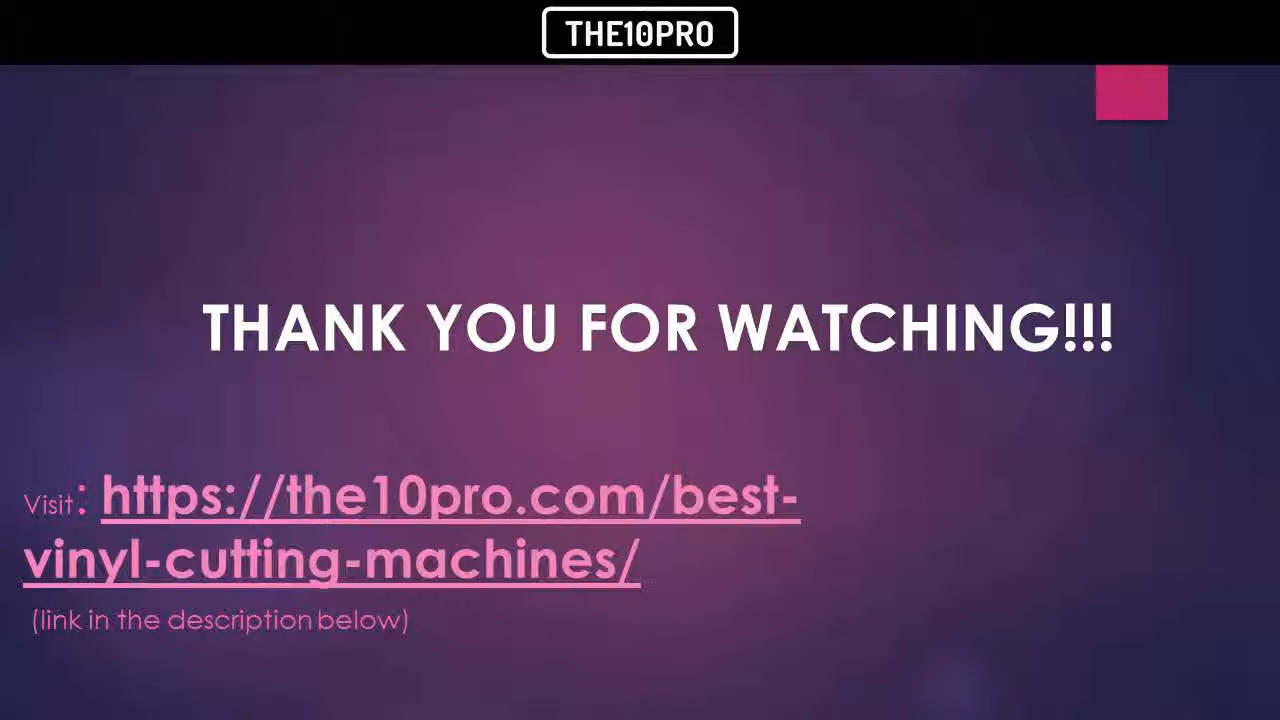 THE10PRO
THANK YOU FOR WATCHING!!!
Visit: https://the10pro.com/best-
vinyl-cutting-machines/
(link in the description below)